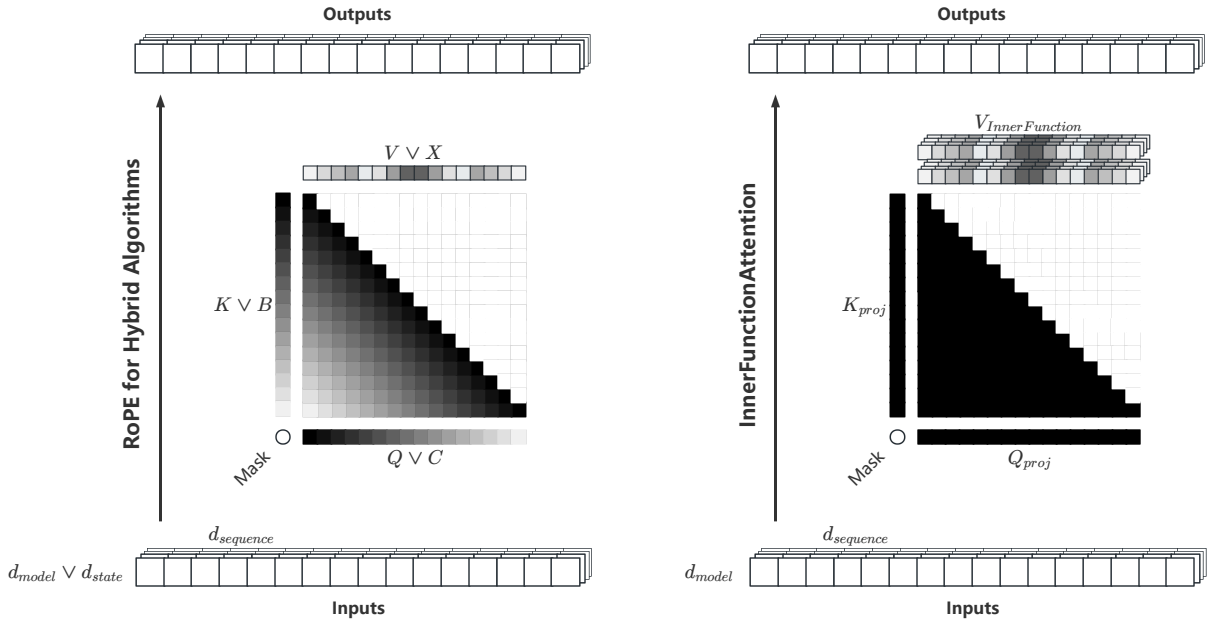 Outputs
RoPE for Hybrid Algorithms
V ∨ X
K ∨ B
Mask
Q ∨ C
d_{sequence}
d_{model} ∨ d_{state}
Inputs
Outputs
InnerFunctionAttention
V_{InnerFunction}
K_{proj}
Mask
Q_{proj}
d_{sequence}
d_{model}
Inputs